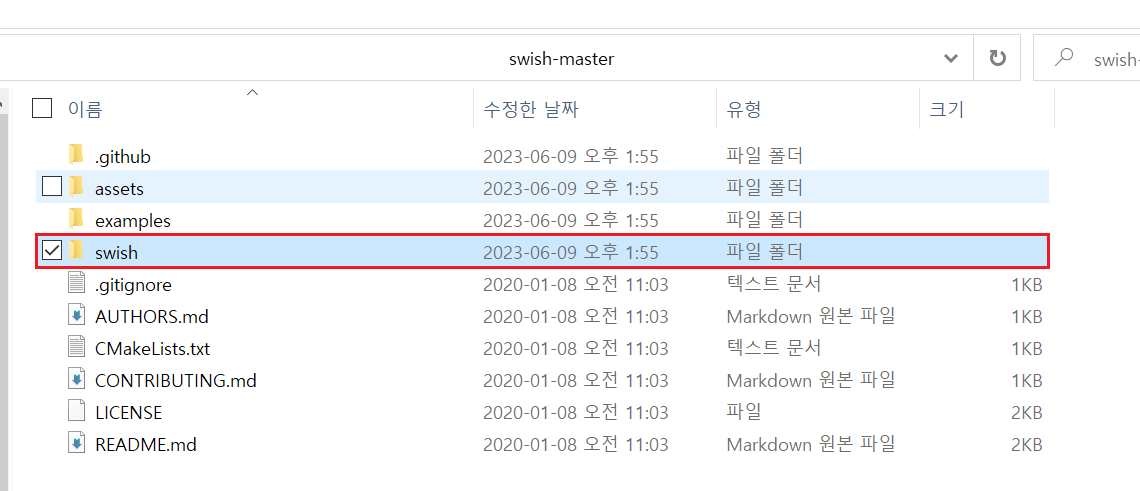 swish-master
swish-
이름 수정한 날짜 유형 크기
.github 2023-06-09 오후 1:55 파일 폴더
assets 2023-06-09 오후 1:55 파일 폴더
examples 2023-06-09 오후 1:55 파일 폴더
swish 2023-06-09 오후 1:55 파일 폴더
.gitignore 2020-01-08 오전 11:03 텍스트 문서 1KB
AUTHORS.md 2020-01-08 오전 11:03 Markdown 원본 파일 1KB
CMakeLists.txt 2020-01-08 오전 11:03 텍스트 문서 1KB
CONTRIBUTING.md 2020-01-08 오전 11:03 Markdown 원본 파일 1KB
LICENSE 2020-01-08 오전 11:03 파일 2KB
README.md 2020-01-08 오전 11:03 Markdown 원본 파일 2KB